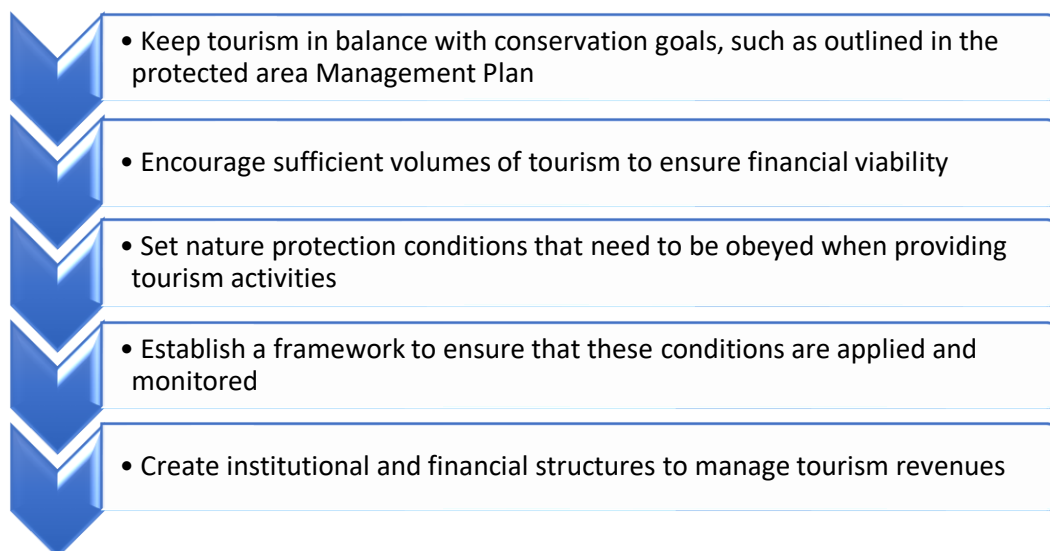 • Keep tourism in balance with conservation goals, such as outlined in the
protected area Management Plan
• Encourage sufficient volumes of tourism to ensure financial viability
• Set nature protection conditions that need to be obeyed when providing
tourism activities
• Establish a framework to ensure that these conditions are applied and
monitored
• Create institutional and financial structures to manage tourism revenues